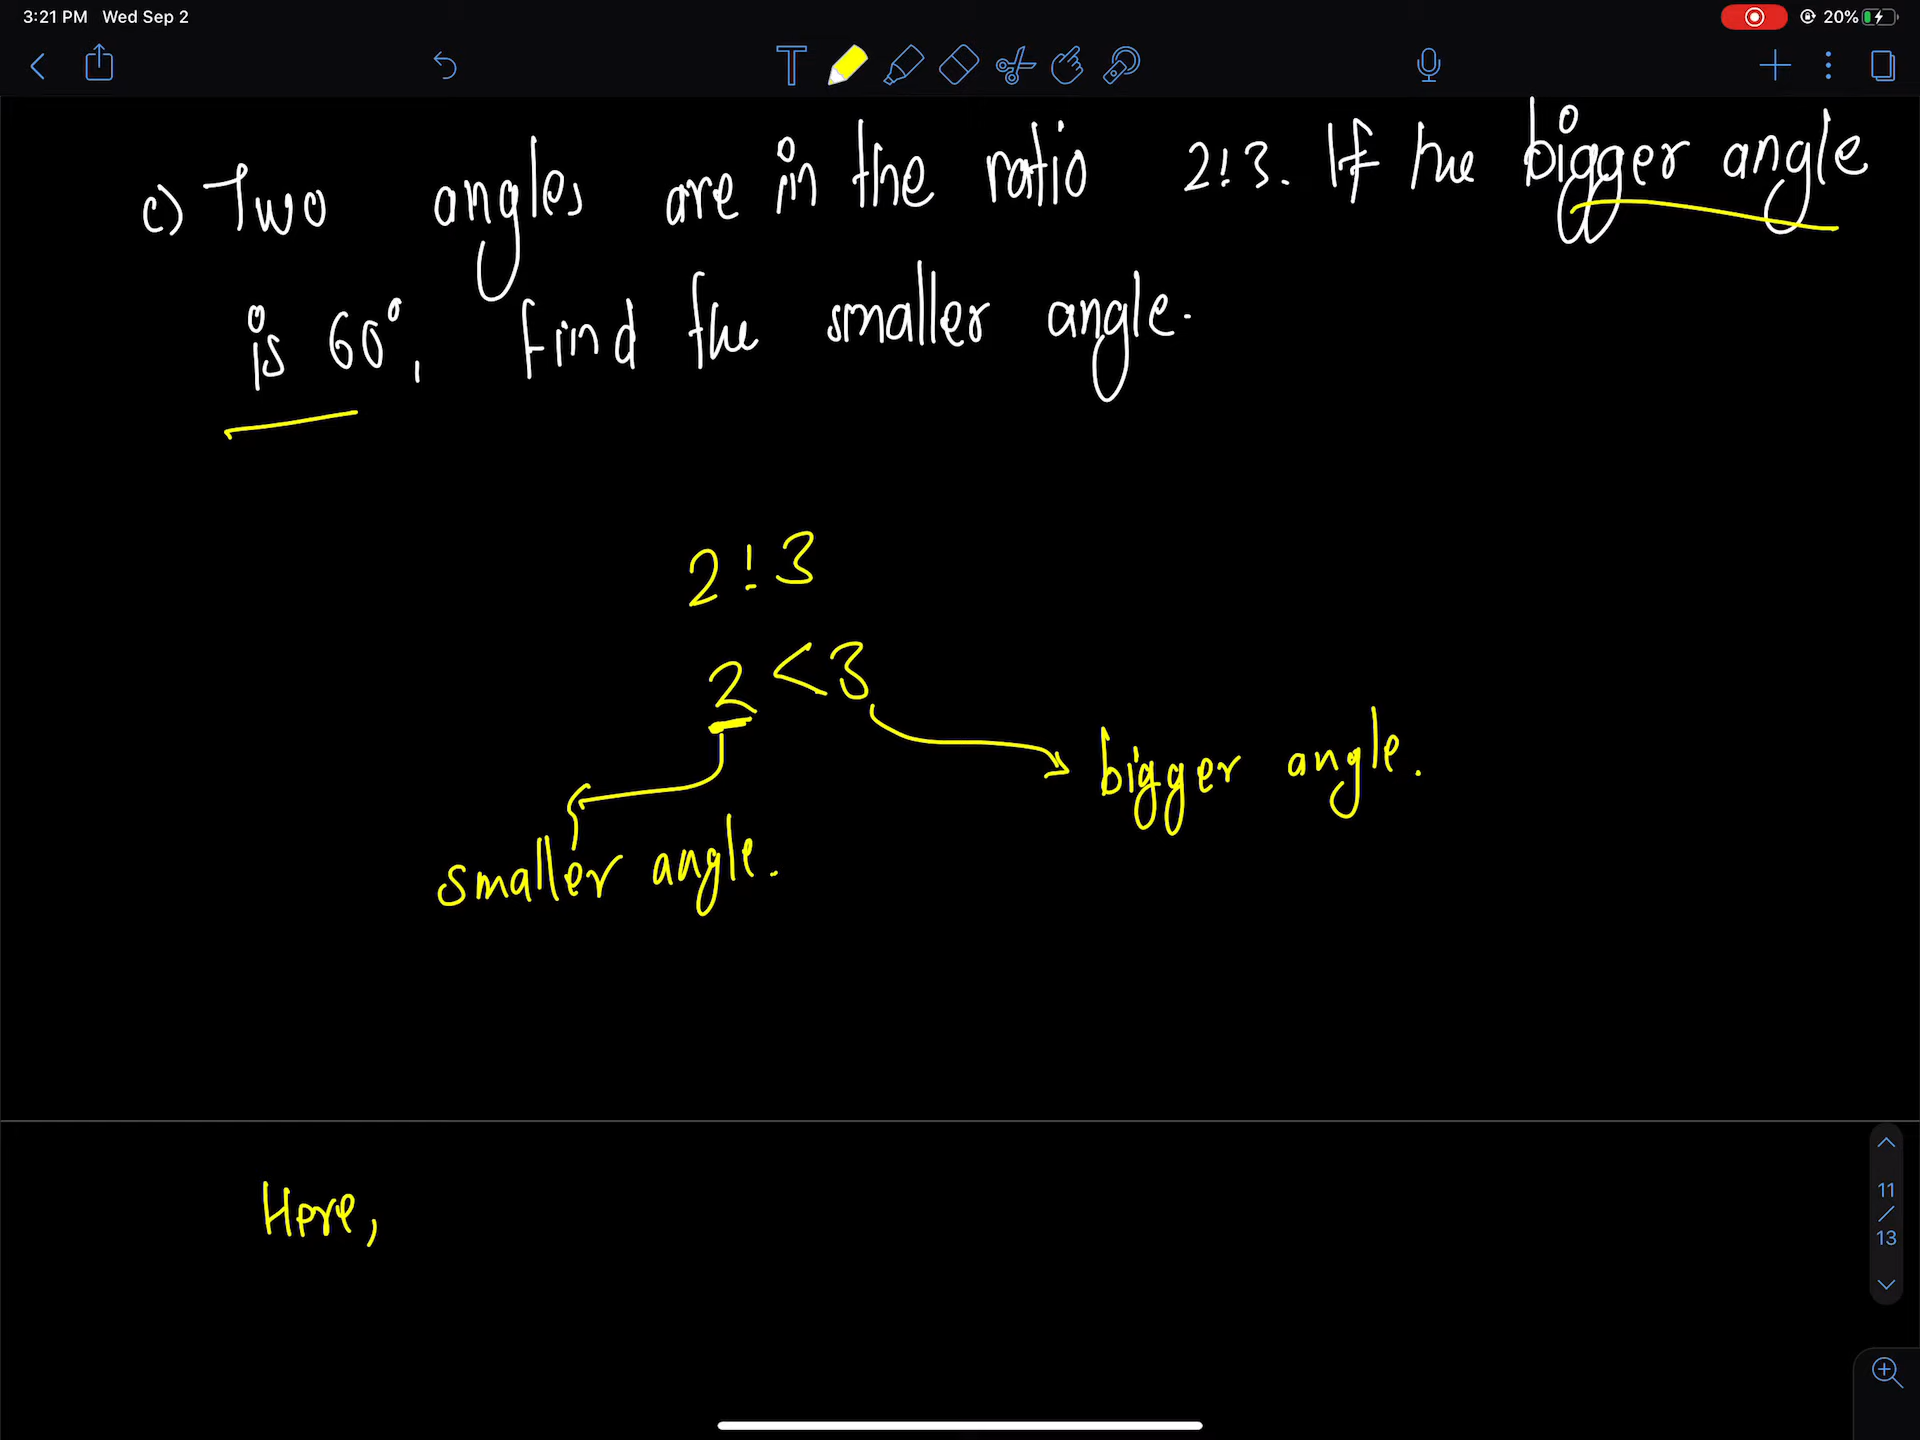 3:21 PM Wed Sep 2 20%
c) Two angles are in the ratio 2:3. If the bigger angle
is 60°, find the smaller angle.
2:3
2 < 3
bigger angle.
smaller angle.
Here,
11
/
13